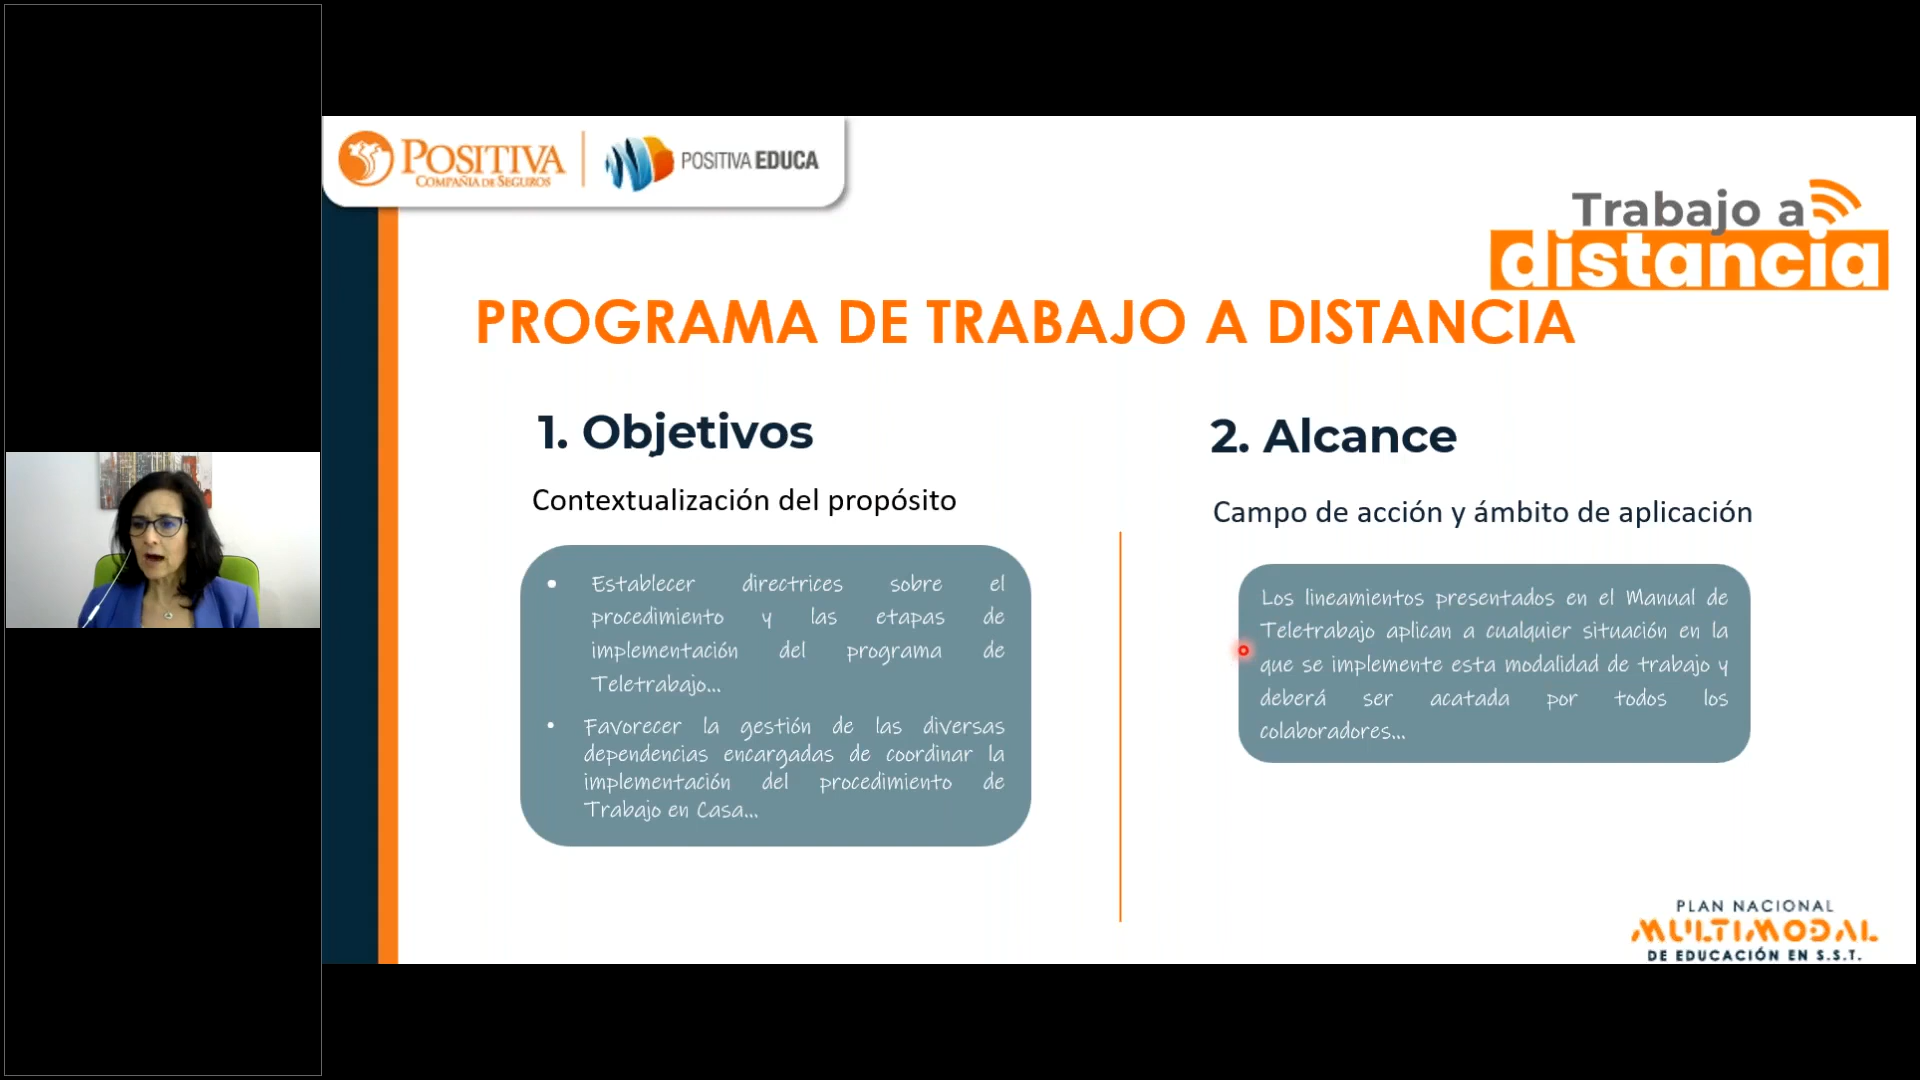 POSITIVA
COMPAÑIA DE SEGUROS
POSITIVA EDUCA
Trabajo a
distancia
PROGRAMA DE TRABAJO A DISTANCIA
1. Objetivos
Contextualización del propósito
• Establecer directrices sobre el
procedimiento y las etapas de
implementación del programa de
Teletrabajo...
• Favorecer la gestión de las diversas
dependencias encargadas de coordinar la
implementación del procedimiento de
Trabajo en Casa...
2. Alcance
Campo de acción y ámbito de aplicación
Los lineamientos presentados en el Manual de
Teletrabajo aplican a cualquier situación en la
que se implemente esta modalidad de trabajo y
deberá ser acatada por todos los
colaboradores...
PLAN NACIONAL
MULTIMODAL
DE EDUCACIÓN EN S.S.T.